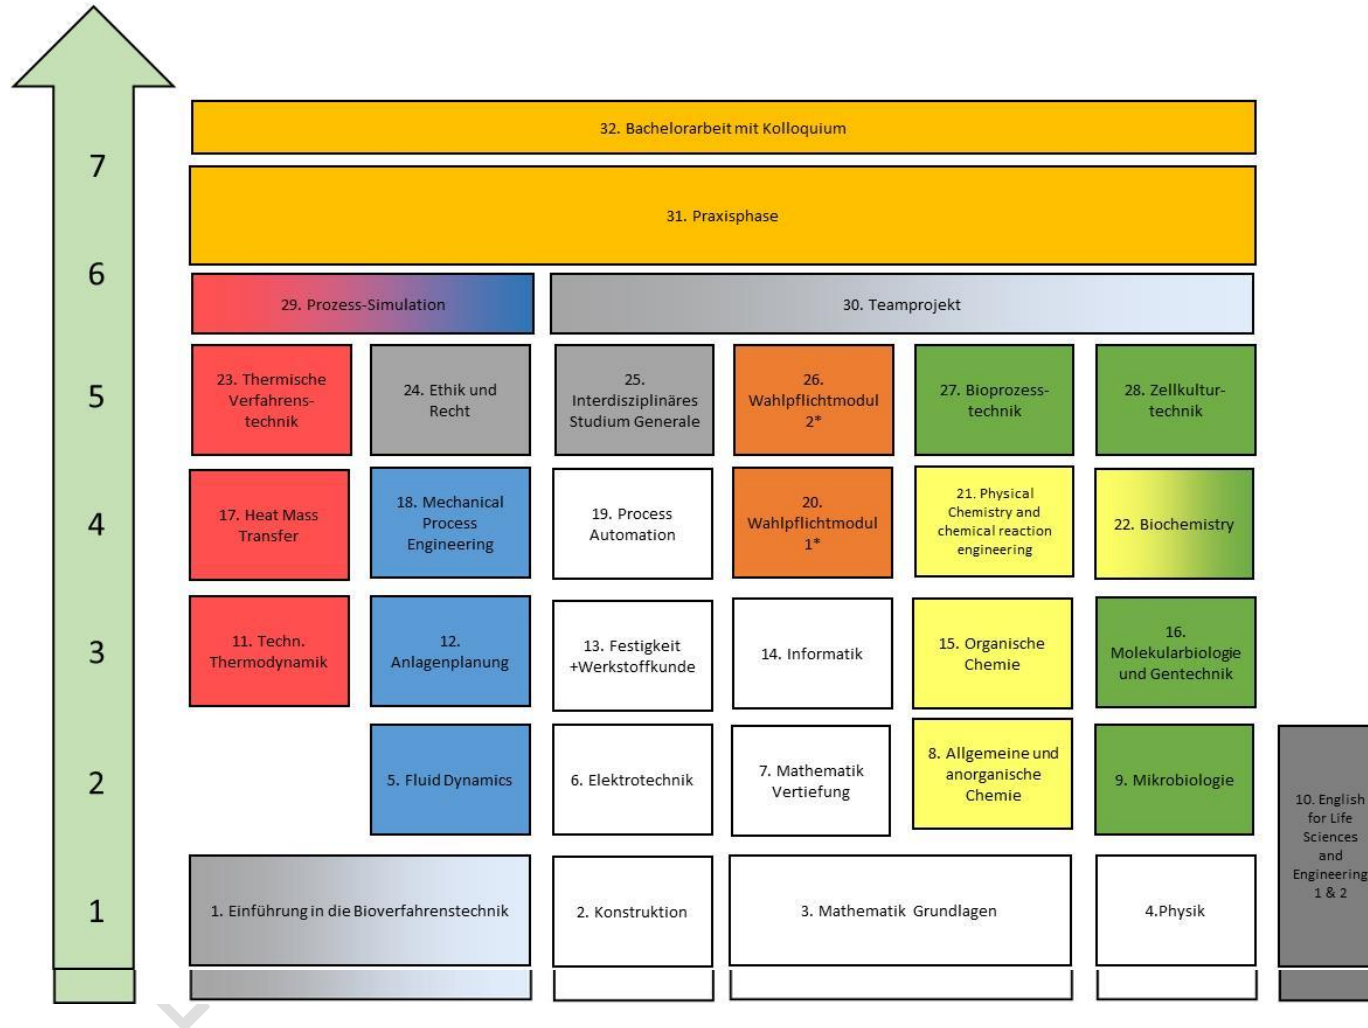 7
32. Bachelorarbeit mit Kolloquium
31. Praxisphase
6
29. Prozess-Simulation
30. Teamprojekt
5
23. Thermische
Verfahrens-
technik
24. Ethik und
Recht
25.
Interdisziplinäres
Studium Generale
26.
Wahlpflichtmodul
2*
27. Bioprozess-
technik
28. Zellkultur-
technik
4
17. Heat Mass
Transfer
18. Mechanical
Process
Engineering
19. Process
Automation
20.
Wahlpflichtmodul
1*
21. Physical
Chemistry and
chemical reaction
engineering
22. Biochemistry
3
11. Techn.
Thermodynamik
12.
Anlagenplanung
13. Festigkeit
+Werkstoffkunde
14. Informatik
15. Organische
Chemie
16.
Molekularbiologie
und Gentechnik
2
5. Fluid Dynamics
6. Elektrotechnik
7. Mathematik
Vertiefung
8. Allgemeine und
anorganische
Chemie
9. Mikrobiologie
10. English
for Life
Sciences
and
Engineering
1 & 2
1
1. Einführung in die Bioverfahrenstechnik
2. Konstruktion
3. Mathematik Grundlagen
4.Physik